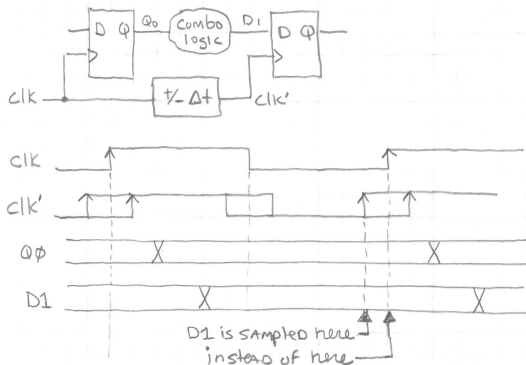 D Q
Q0
combo
logic
D1
D Q
clk
+/- Δt
clk'
clk
clk'
Q0
D1
D1 is sampled here
instead of here